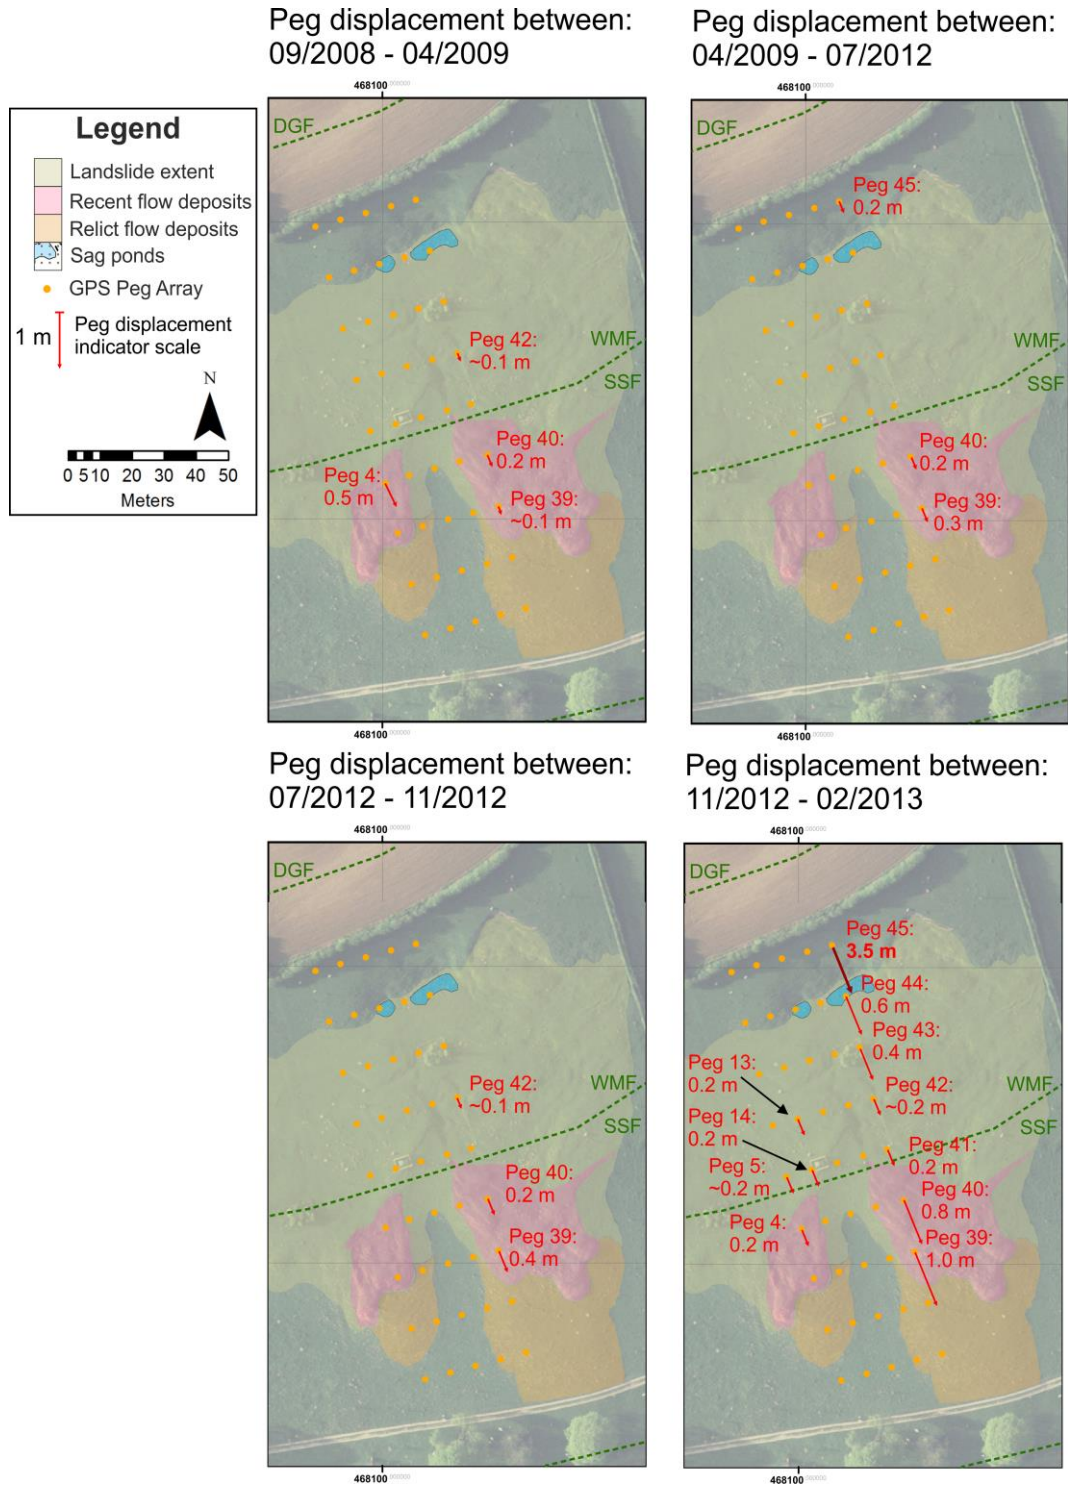 Peg displacement between:
09/2008 - 04/2009
Peg displacement between:
04/2009 - 07/2012
Legend
Landslide extent
Recent flow deposits
Relict flow deposits
Sag ponds
GPS Peg Array
1 m
Peg displacement
indicator scale
N
0 5 10 20 30 40 50
Meters
468100
DGF
Peg 42:
~0.1 m
WMF
SSF
Peg 40:
0.2 m
Peg 4:
0.5 m
Peg 39:
~0.1 m
468100
468100
DGF
Peg 45:
0.2 m
WMF
SSF
Peg 40:
0.2 m
Peg 39:
0.3 m
468100
Peg displacement between:
07/2012 - 11/2012
Peg displacement between:
11/2012 - 02/2013
468100
DGF
Peg 42:
~0.1 m
WMF
SSF
Peg 40:
0.2 m
Peg 39:
0.4 m
468100
468100
DGF
Peg 45:
3.5 m
Peg 44:
0.6 m
Peg 43:
0.4 m
Peg 13:
0.2 m
Peg 42:
~0.2 m
WMF
Peg 14:
0.2 m
SSF
Peg 41:
0.2 m
Peg 5:
~0.2 m
Peg 40:
0.8 m
Peg 4:
0.2 m
Peg 39:
1.0 m
468100